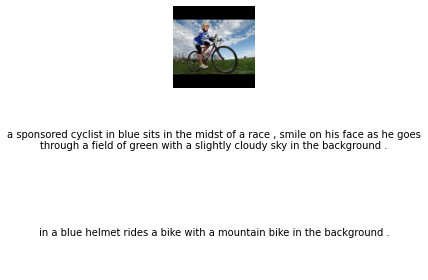 a sponsored cyclist in blue sits in the midst of a race , smile on his face as he goes
through a field of green with a slightly cloudy sky in the background .
in a blue helmet rides a bike with a mountain bike in the background .